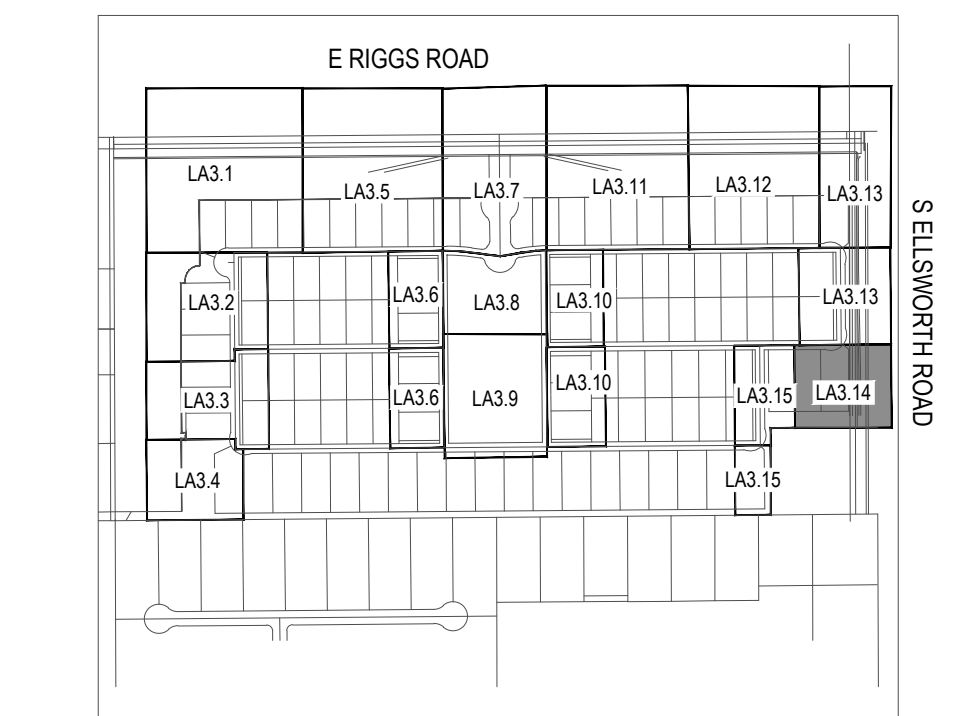 E RIGGS ROAD
LA3.1
LA3.5
LA3.7
LA3.11
LA3.12
LA3.13
S ELLSWORTH ROAD
LA3.2
LA3.6
LA3.8
LA3.10
LA3.13
LA3.3
LA3.6
LA3.9
LA3.10
LA3.15
LA3.14
LA3.4
LA3.15